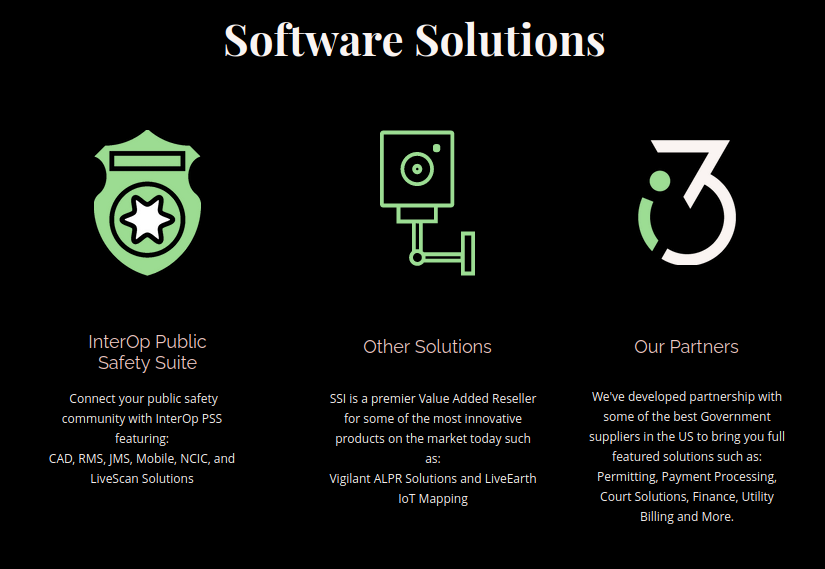 Software Solutions
i3
InterOp Public
Safety Suite
Connect your public safety
community with InterOp PSS
featuring:
CAD, RMS, JMS, Mobile, NCIC, and
LiveScan Solutions
Other Solutions
SSI is a premier Value Added Reseller
for some of the most innovative
products on the market today such
as:
Vigilant ALPR Solutions and LiveEarth
IoT Mapping
Our Partners
We've developed partnership with
some of the best Government
suppliers in the US to bring you full
featured solutions such as:
Permitting, Payment Processing,
Court Solutions, Finance, Utility
Billing and More.